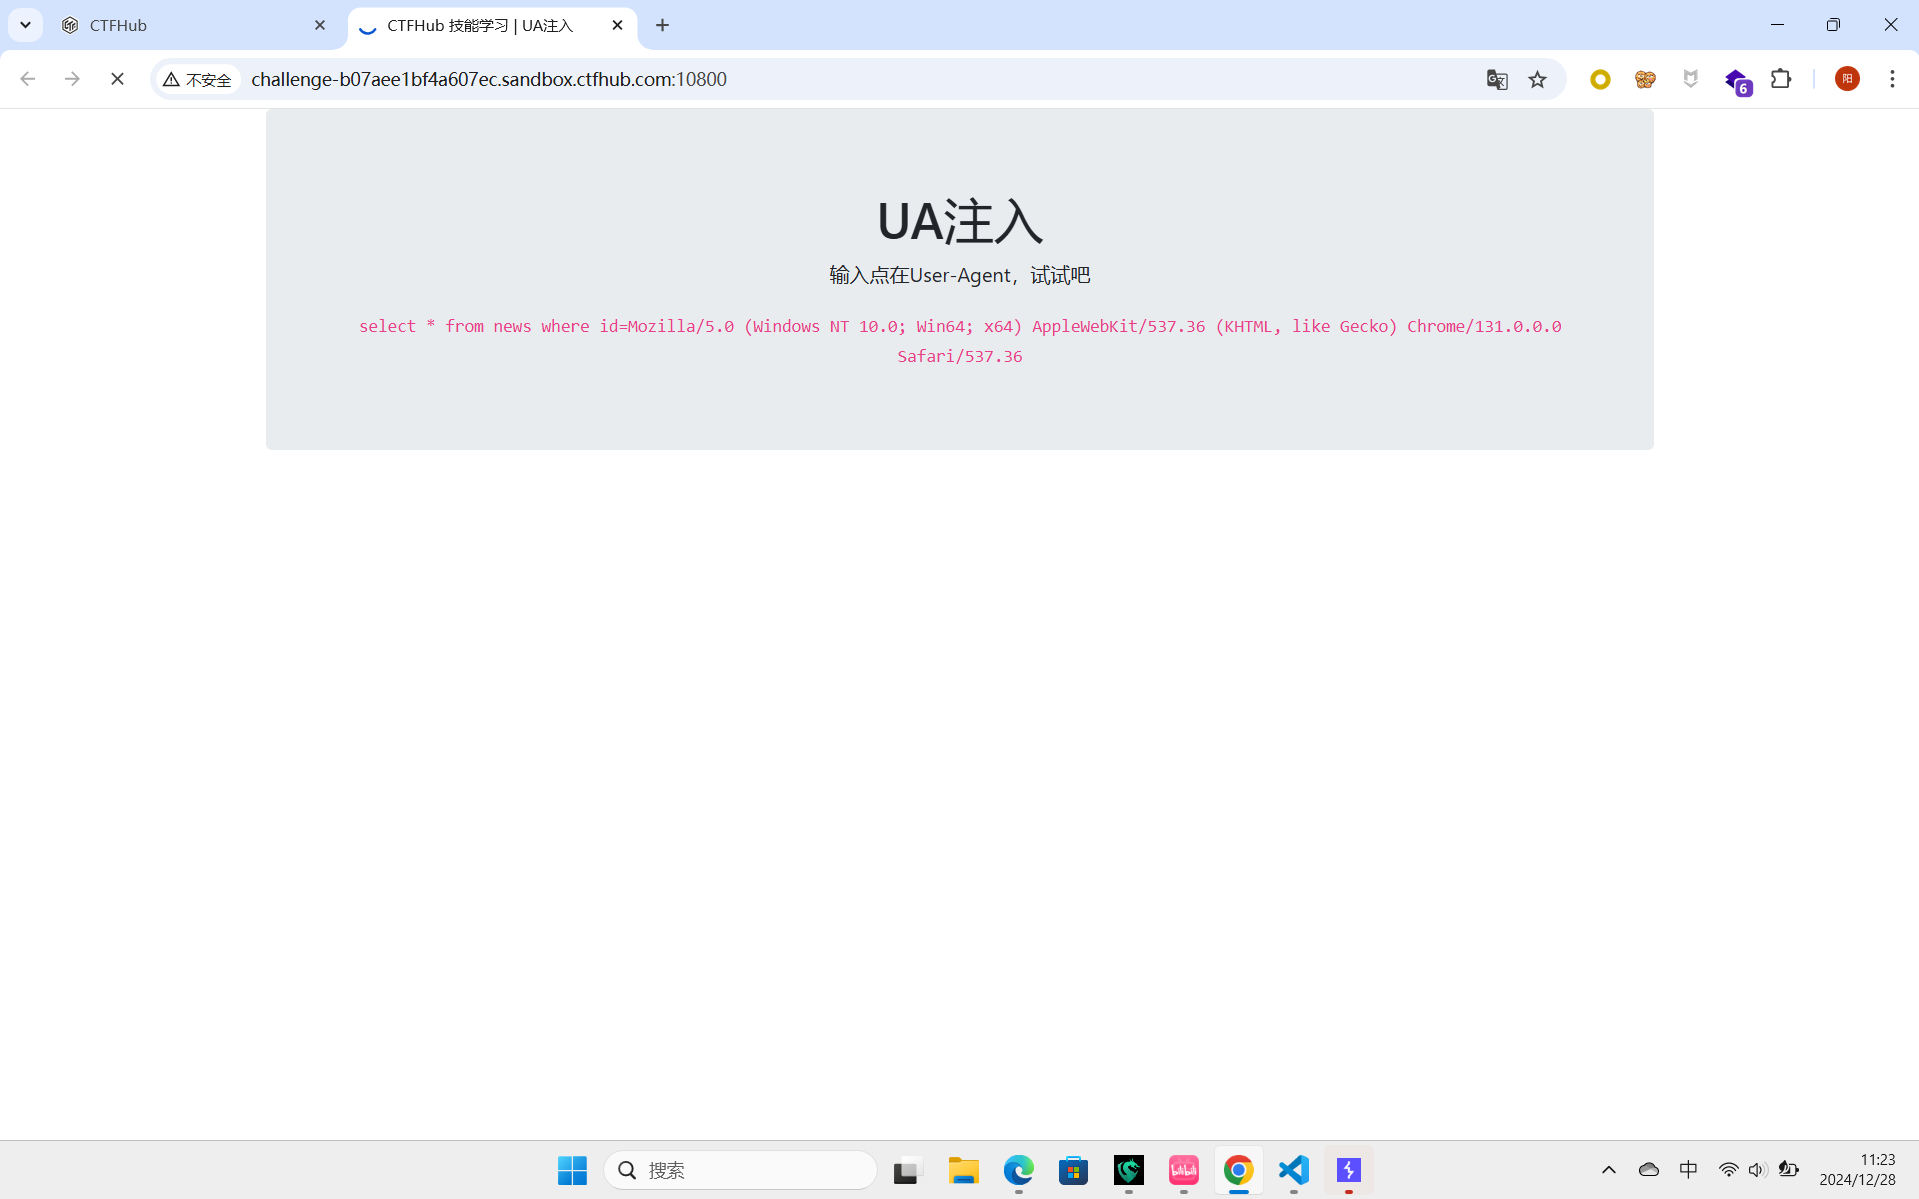 CTFHub
CTFHub 技能学习 | UA注入
不安全
challenge-b07aee1bf4a607ec.sandbox.ctfhub.com:10800
6
阳
UA注入
输入点在User-Agent，试试吧
select * from news where id=Mozilla/5.0 (Windows NT 10.0; Win64; x64) AppleWebKit/537.36 (KHTML, like Gecko) Chrome/131.0.0.0
Safari/537.36
搜索
bilibili
中
11:23
2024/12/28